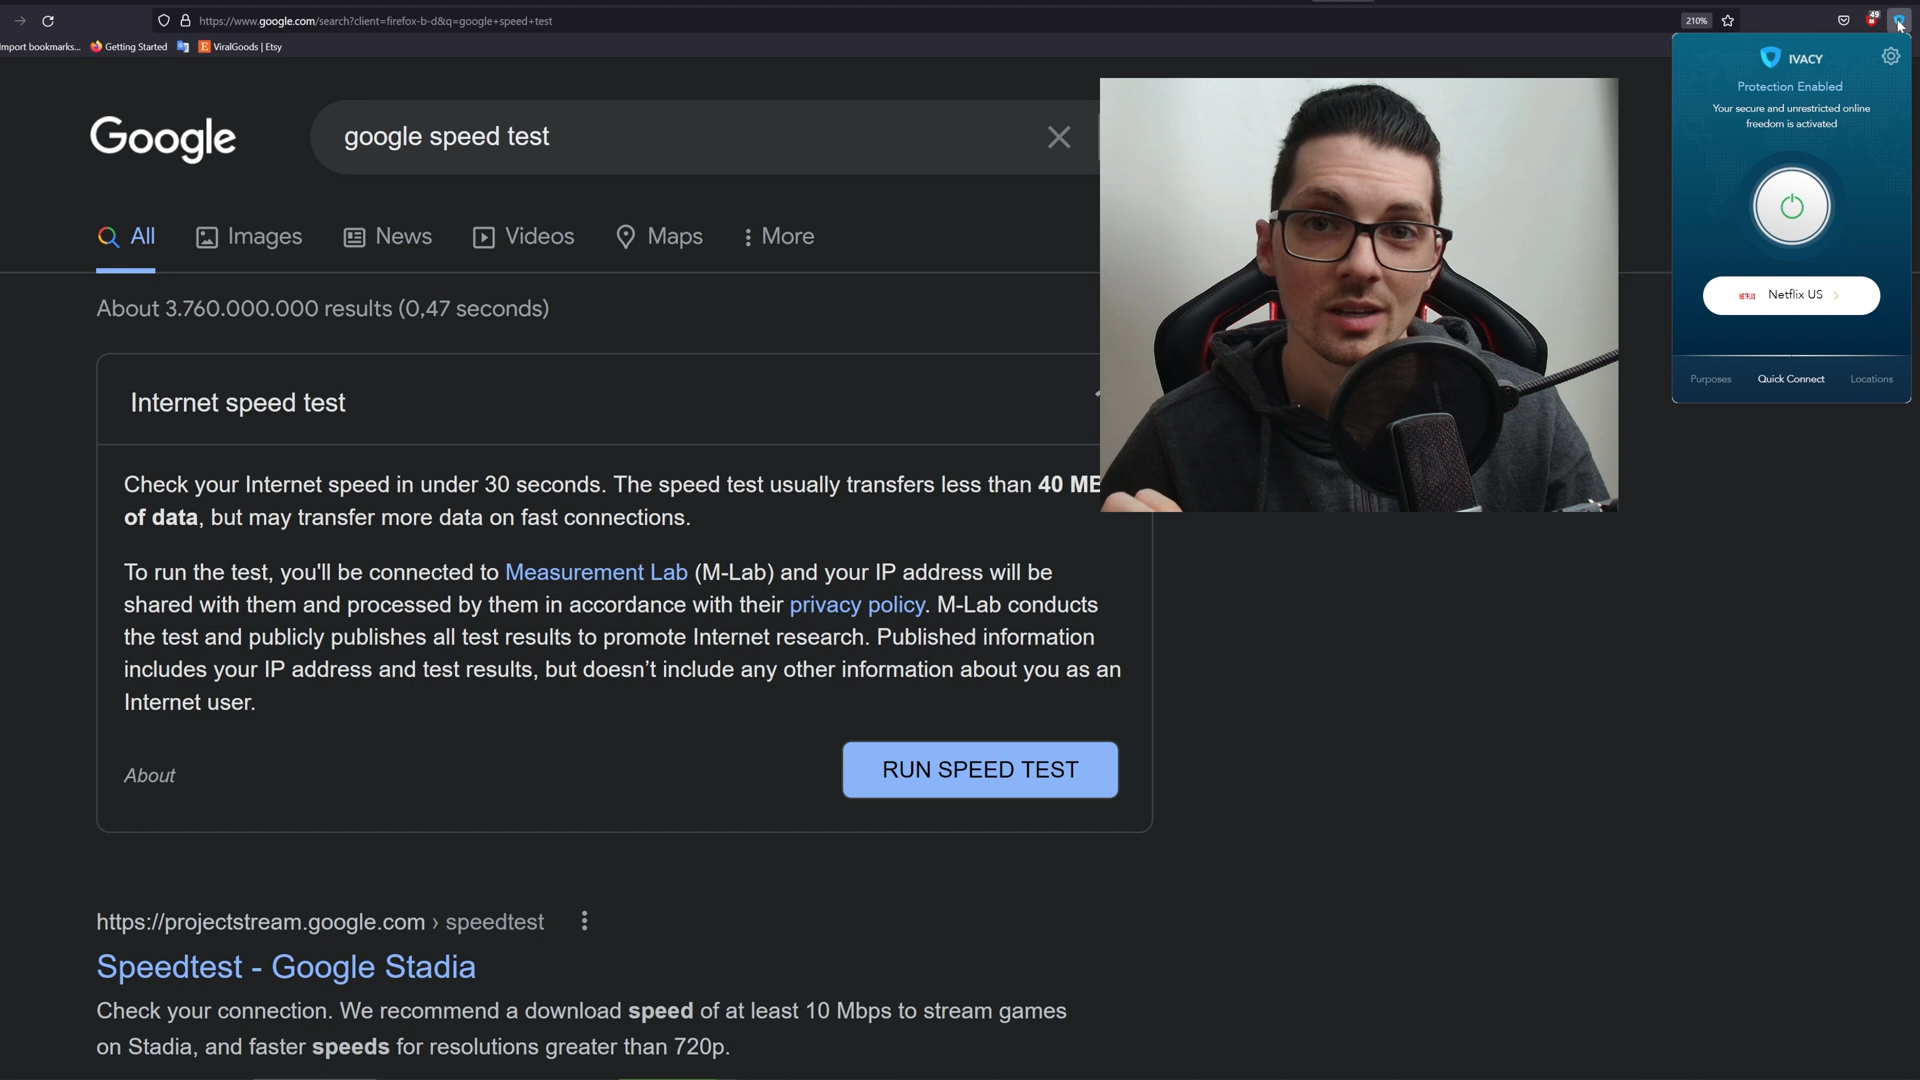 https://www.google.com/search?client=firefox-b-d&q=google+speed+test
210%
49
mport bookmarks...
Getting Started
ViralGoods | Etsy
IVACY
Protection Enabled
Your secure and unrestricted online
freedom is activated
NETFLIX
Netflix US
Purposes
Quick Connect
Locations
Google
google speed test
All
Images
News
Videos
Maps
More
About 3.760.000.000 results (0,47 seconds)
Internet speed test
Check your Internet speed in under 30 seconds. The speed test usually transfers less than 40 ME
of data, but may transfer more data on fast connections.
To run the test, you'll be connected to Measurement Lab (M-Lab) and your IP address will be
shared with them and processed by them in accordance with their privacy policy. M-Lab conducts
the test and publicly publishes all test results to promote Internet research. Published information
includes your IP address and test results, but doesn’t include any other information about you as an
Internet user.
About
RUN SPEED TEST
https://projectstream.google.com › speedtest
Speedtest - Google Stadia
Check your connection. We recommend a download speed of at least 10 Mbps to stream games
on Stadia, and faster speeds for resolutions greater than 720p.